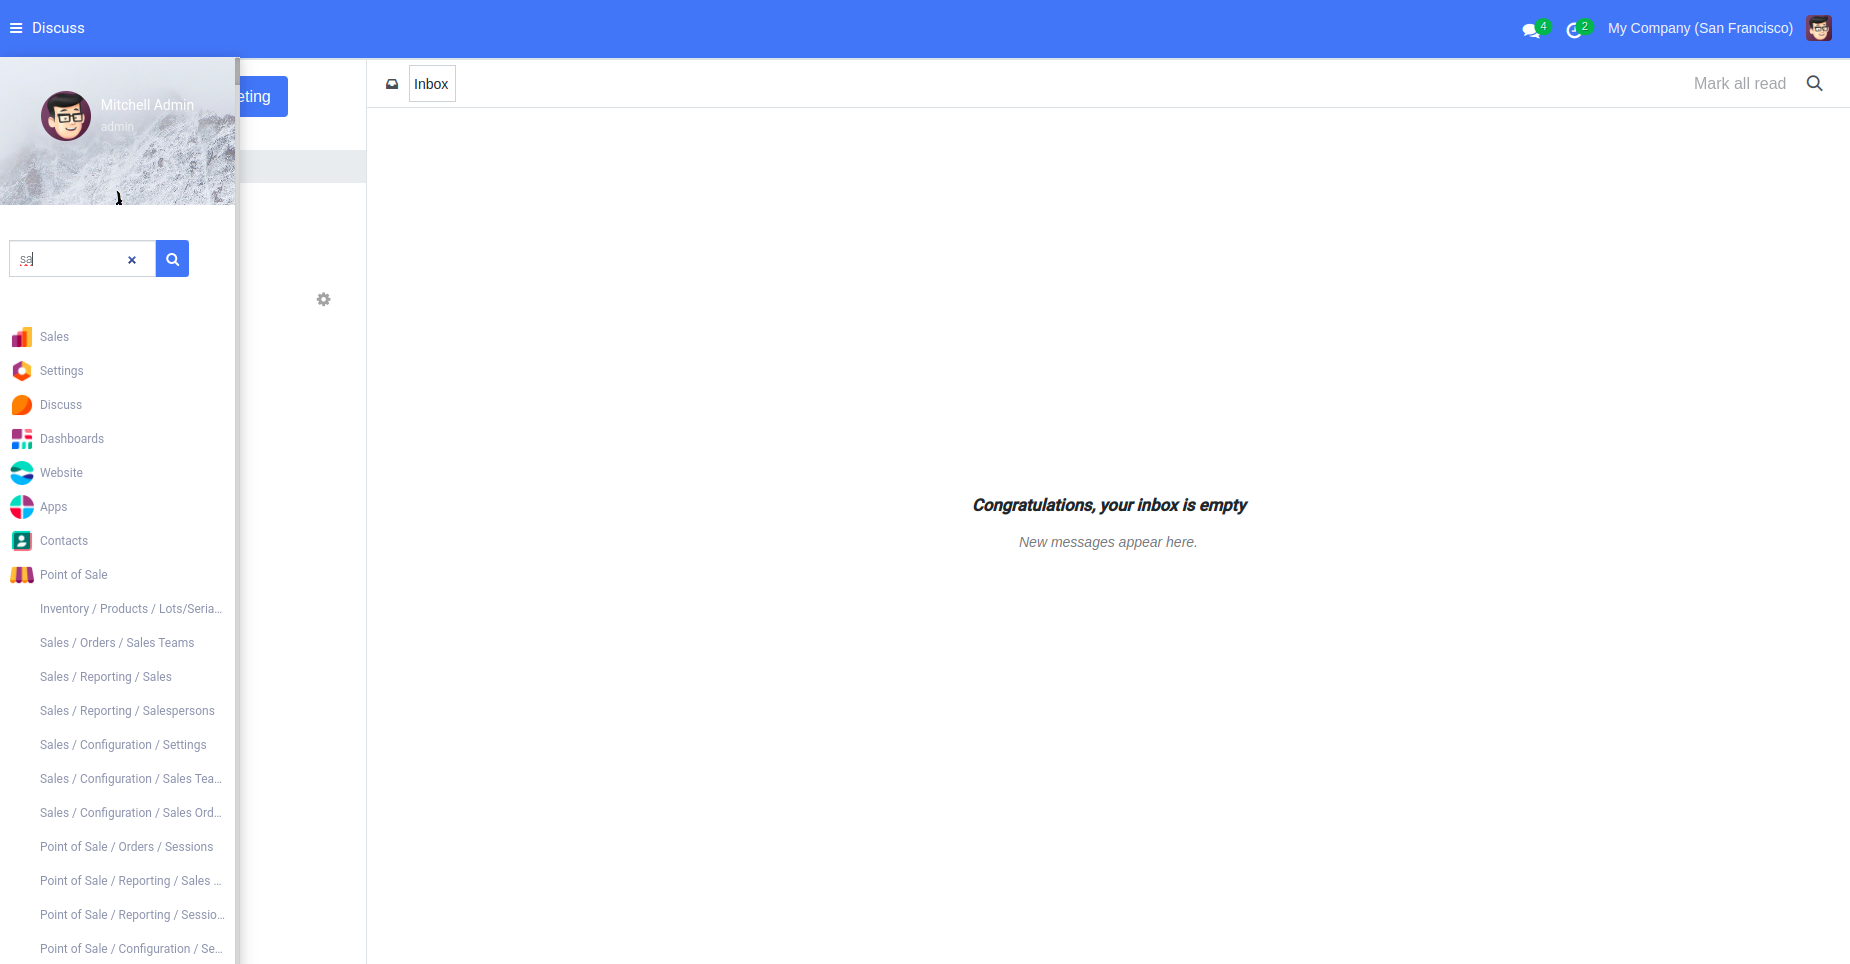 Discuss
4
2
My Company (San Francisco)
Mitchell Admin
admin
eting
Inbox
Mark all read
sa
Sales
Settings
Discuss
Dashboards
Website
Apps
Contacts
Point of Sale
Inventory / Products / Lots/Seria...
Sales / Orders / Sales Teams
Sales / Reporting / Sales
Sales / Reporting / Salespersons
Sales / Configuration / Settings
Sales / Configuration / Sales Tea...
Sales / Configuration / Sales Ord...
Point of Sale / Orders / Sessions
Point of Sale / Reporting / Sales ...
Point of Sale / Reporting / Sessio...
Point of Sale / Configuration / Se...
Congratulations, your inbox is empty
New messages appear here.